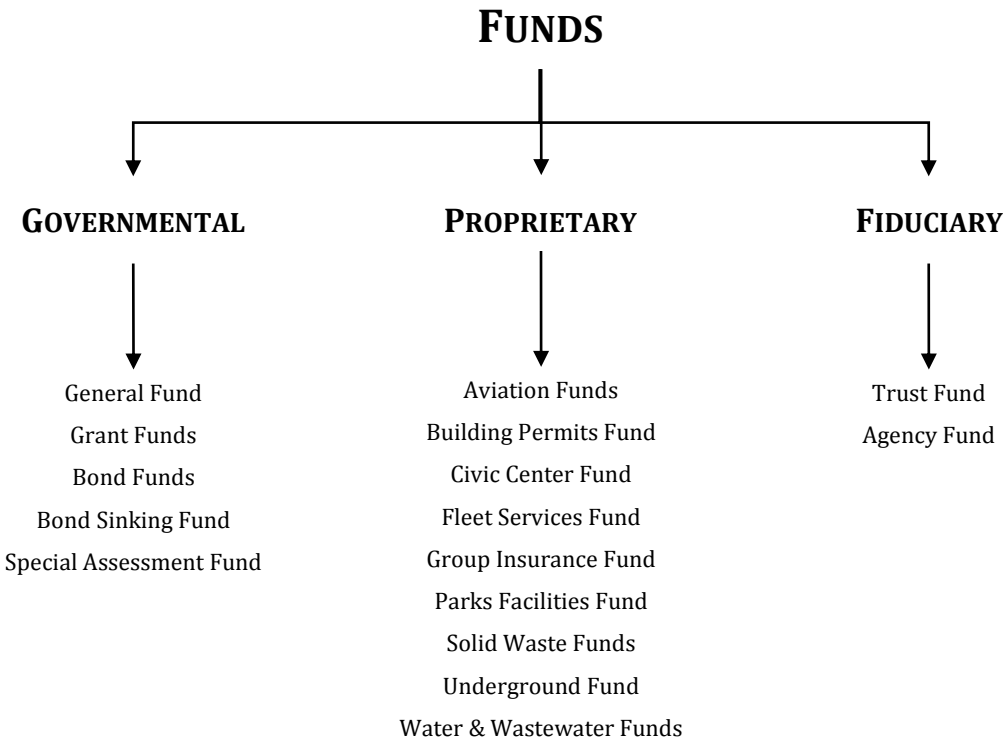 FUNDS
GOVERNMENTAL
PROPRIETARY
FIDUCIARY
General Fund
Grant Funds
Bond Funds
Bond Sinking Fund
Special Assessment Fund
Aviation Funds
Building Permits Fund
Civic Center Fund
Fleet Services Fund
Group Insurance Fund
Parks Facilities Fund
Solid Waste Funds
Underground Fund
Water & Wastewater Funds
Trust Fund
Agency Fund